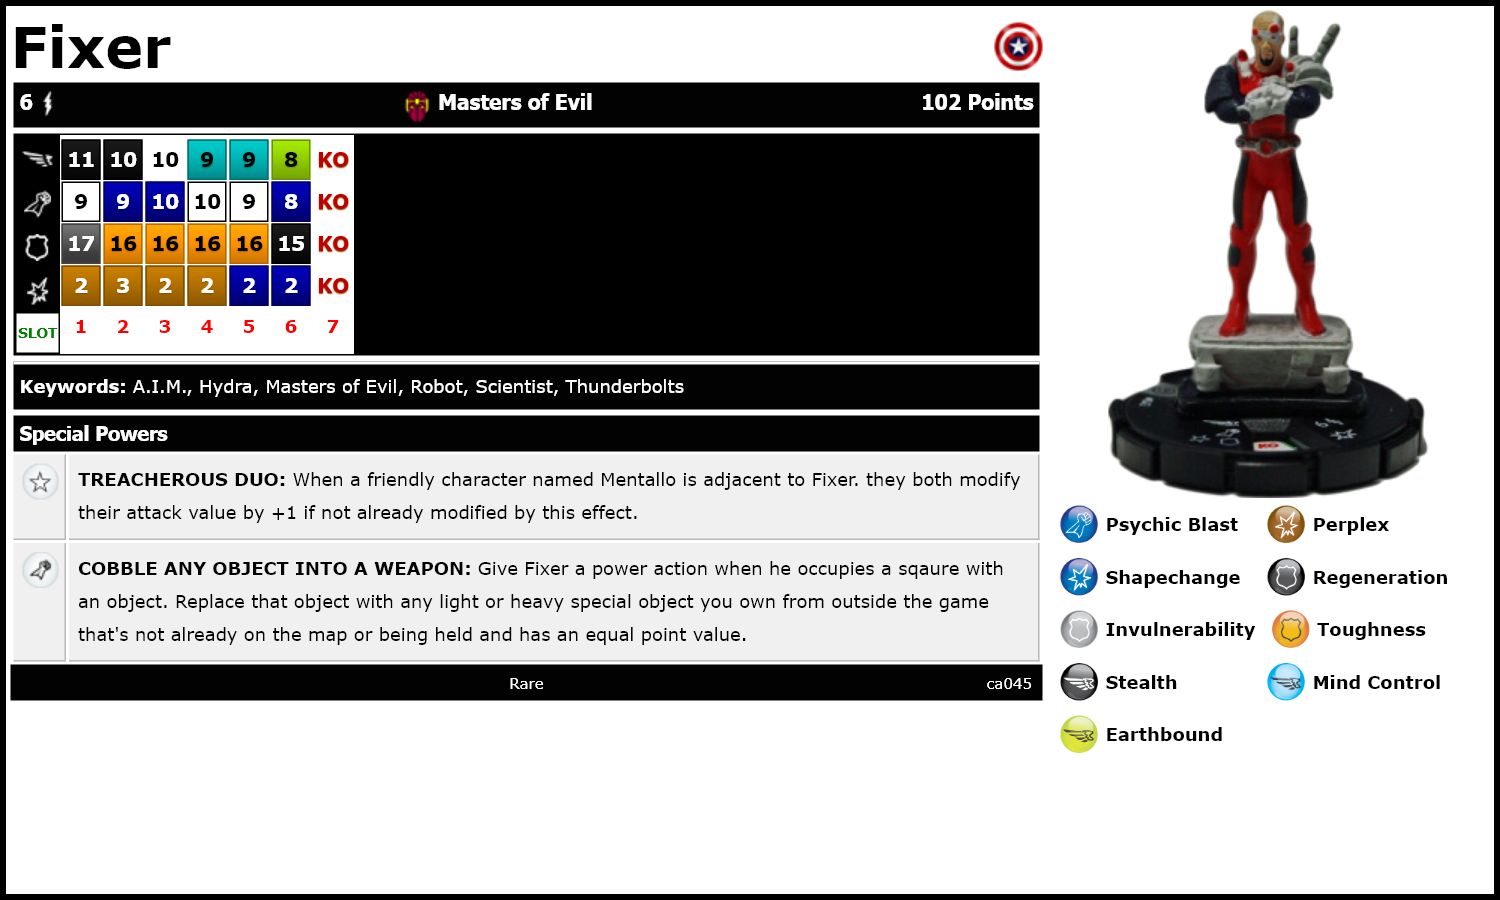 Fixer
6 Masters of Evil 102 Points
11 10 10 9 9 8 KO
9 9 10 10 9 8 KO
17 16 16 16 16 15 KO
2 3 2 2 2 2 KO
SLOT 1 2 3 4 5 6 7
Keywords: A.I.M., Hydra, Masters of Evil, Robot, Scientist, Thunderbolts
Special Powers
TREACHEROUS DUO: When a friendly character named Mentallo is adjacent to Fixer. they both modify
their attack value by +1 if not already modified by this effect.
COBBLE ANY OBJECT INTO A WEAPON: Give Fixer a power action when he occupies a sqaure with
an object. Replace that object with any light or heavy special object you own from outside the game
that's not already on the map or being held and has an equal point value.
Rare ca045
KO
Psychic Blast Perplex
Shapechange Regeneration
Invulnerability Toughness
Stealth Mind Control
Earthbound